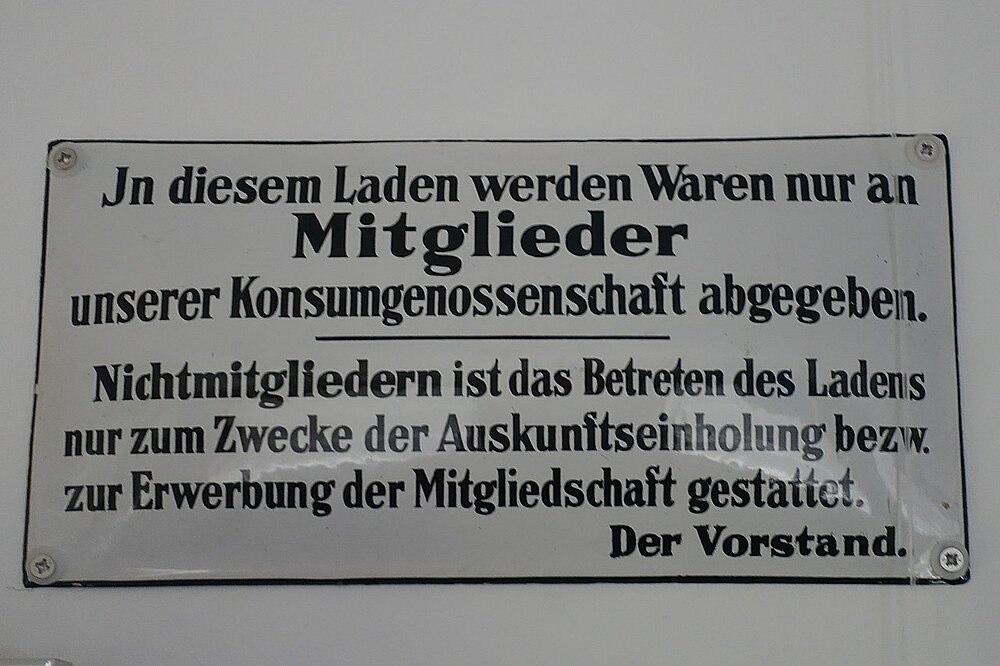 Jn diesem Laden werden Waren nur an
Mitglieder
unserer Konsumgenossenschaft abgegeben.
Nichtmitgliedern ist das Betreten des Ladens
nur zum Zwecke der Auskunftseinholung bezw.
zur Erwerbung der Mitgliedschaft gestattet.
Der Vorstand.